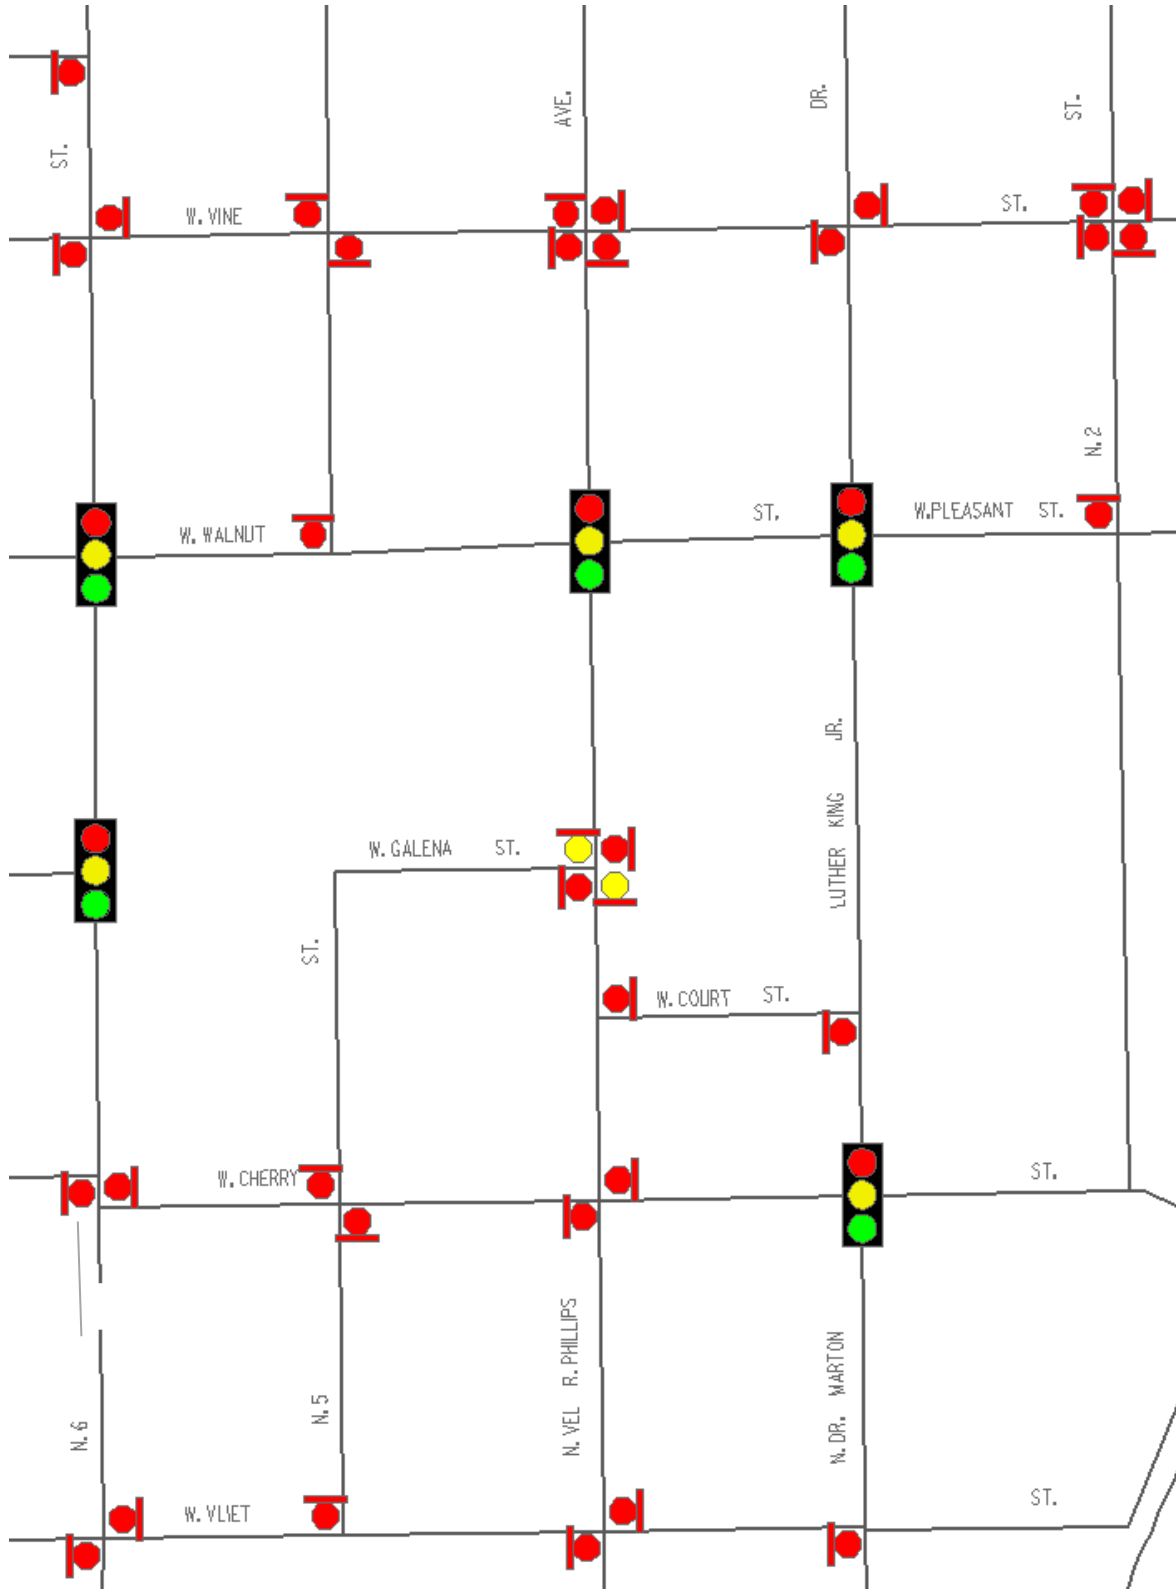 AVE.
DR.
ST.
ST.
W. VINE
ST.
N. 2
W. WALNUT
ST.
W. PLEASANT ST.
JR.
LUTHER KING
W. GALENA ST.
ST.
W. COURT ST.
W. CHERRY
ST.
N. VEL R. PHILLIPS
N. DR. MARTON
N. 6
N. 5
W. VLIET
ST.